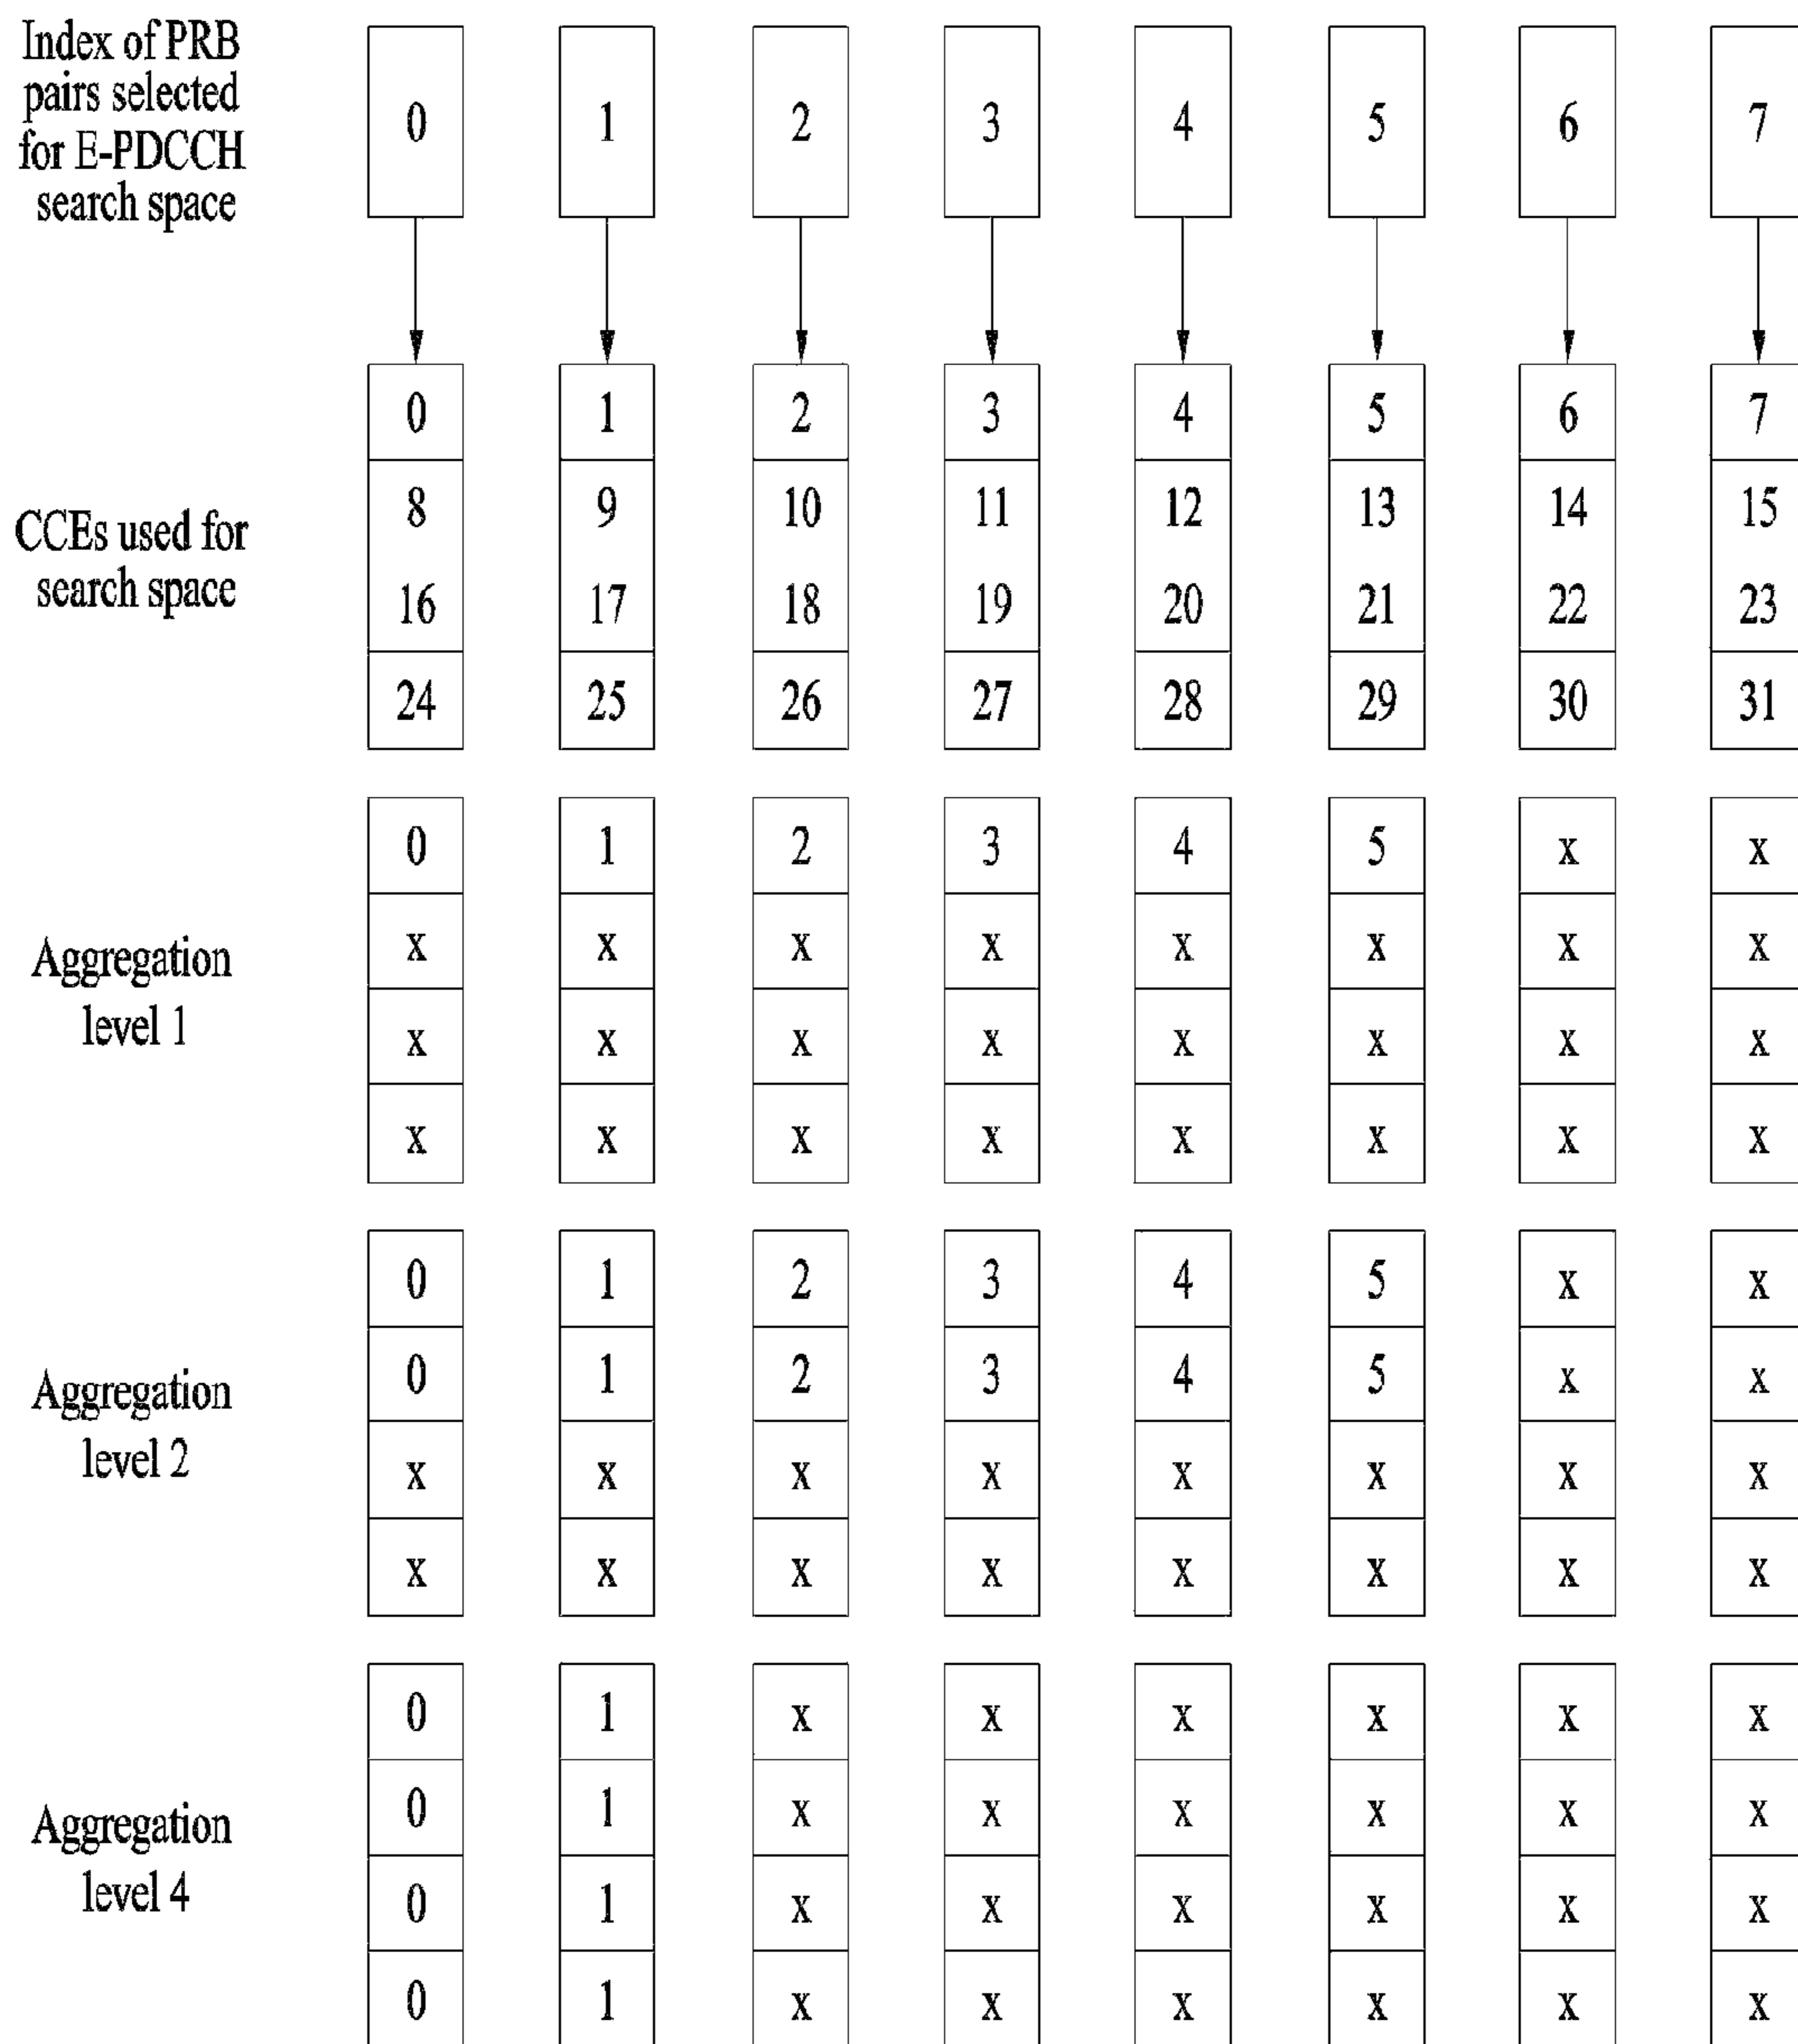 Index of PRB
pairs selected
for E-PDCCH
search space
0 1 2 3 4 5 6 7
0 1 2 3 4 5 6 7
8 9 10 11 12 13 14 15
CCEs used for
search space
16 17 18 19 20 21 22 23
24 25 26 27 28 29 30 31
0 1 2 3 4 5 x x
x x x x x x x x
Aggregation
level 1
x x x x x x x x
x x x x x x x x
0 1 2 3 4 5 x x
0 1 2 3 4 5 x x
Aggregation
level 2
x x x x x x x x
x x x x x x x x
0 1 x x x x x x
0 1 x x x x x x
Aggregation
level 4
0 1 x x x x x x
0 1 x x x x x x